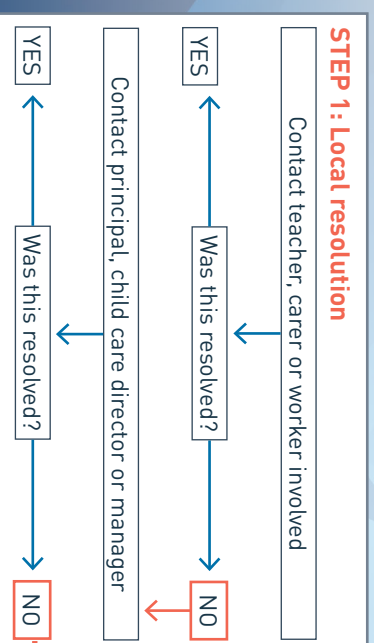 STEP 1: Local resolution
Contact teacher, carer or worker involved
YES
Was this resolved?
NO
Contact principal, child care director or manager
YES
Was this resolved?
NO